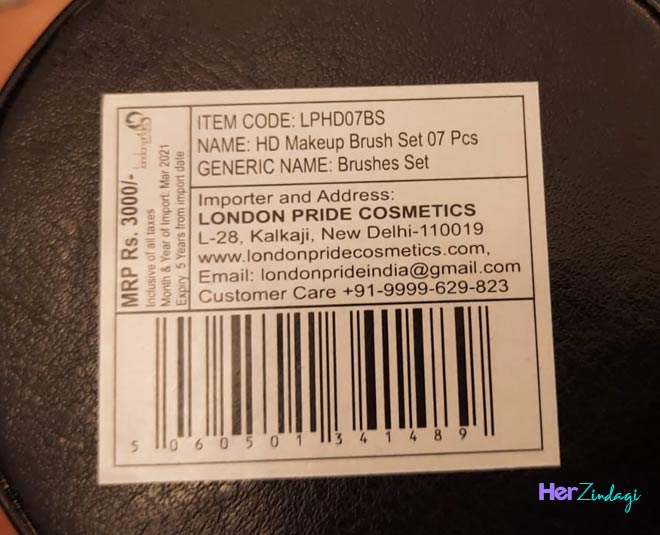 ITEM CODE: LPHD07BS
NAME: HD Makeup Brush Set 07 Pcs
GENERIC NAME: Brushes Set
Importer and Address:
LONDON PRIDE COSMETICS
L-28, Kalkaji, New Delhi-110019
www.londonpridecosmetics.com,
Email: londonprideindia@gmail.com
Customer Care +91-9999-629-823
MRP Rs. 3000/-
Inclusive of all taxes
Month & Year of Import: Mar 2021
Expiry: 5 Years from import date
5 060501 341489
HerZindagi